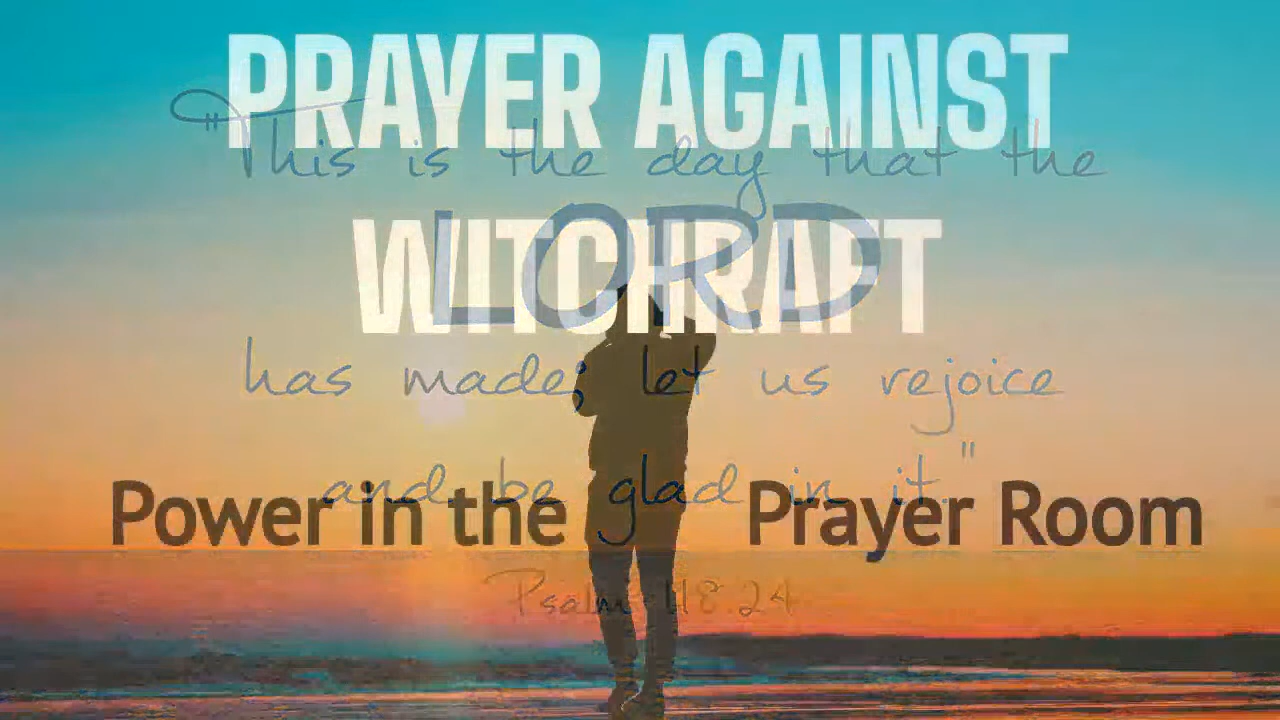 PRAYER AGAINST
"This is the day that the
WITCHRAFT
LORD
has made; let us rejoice
and be glad in it."
Power in the Prayer Room
Psalm 118:24